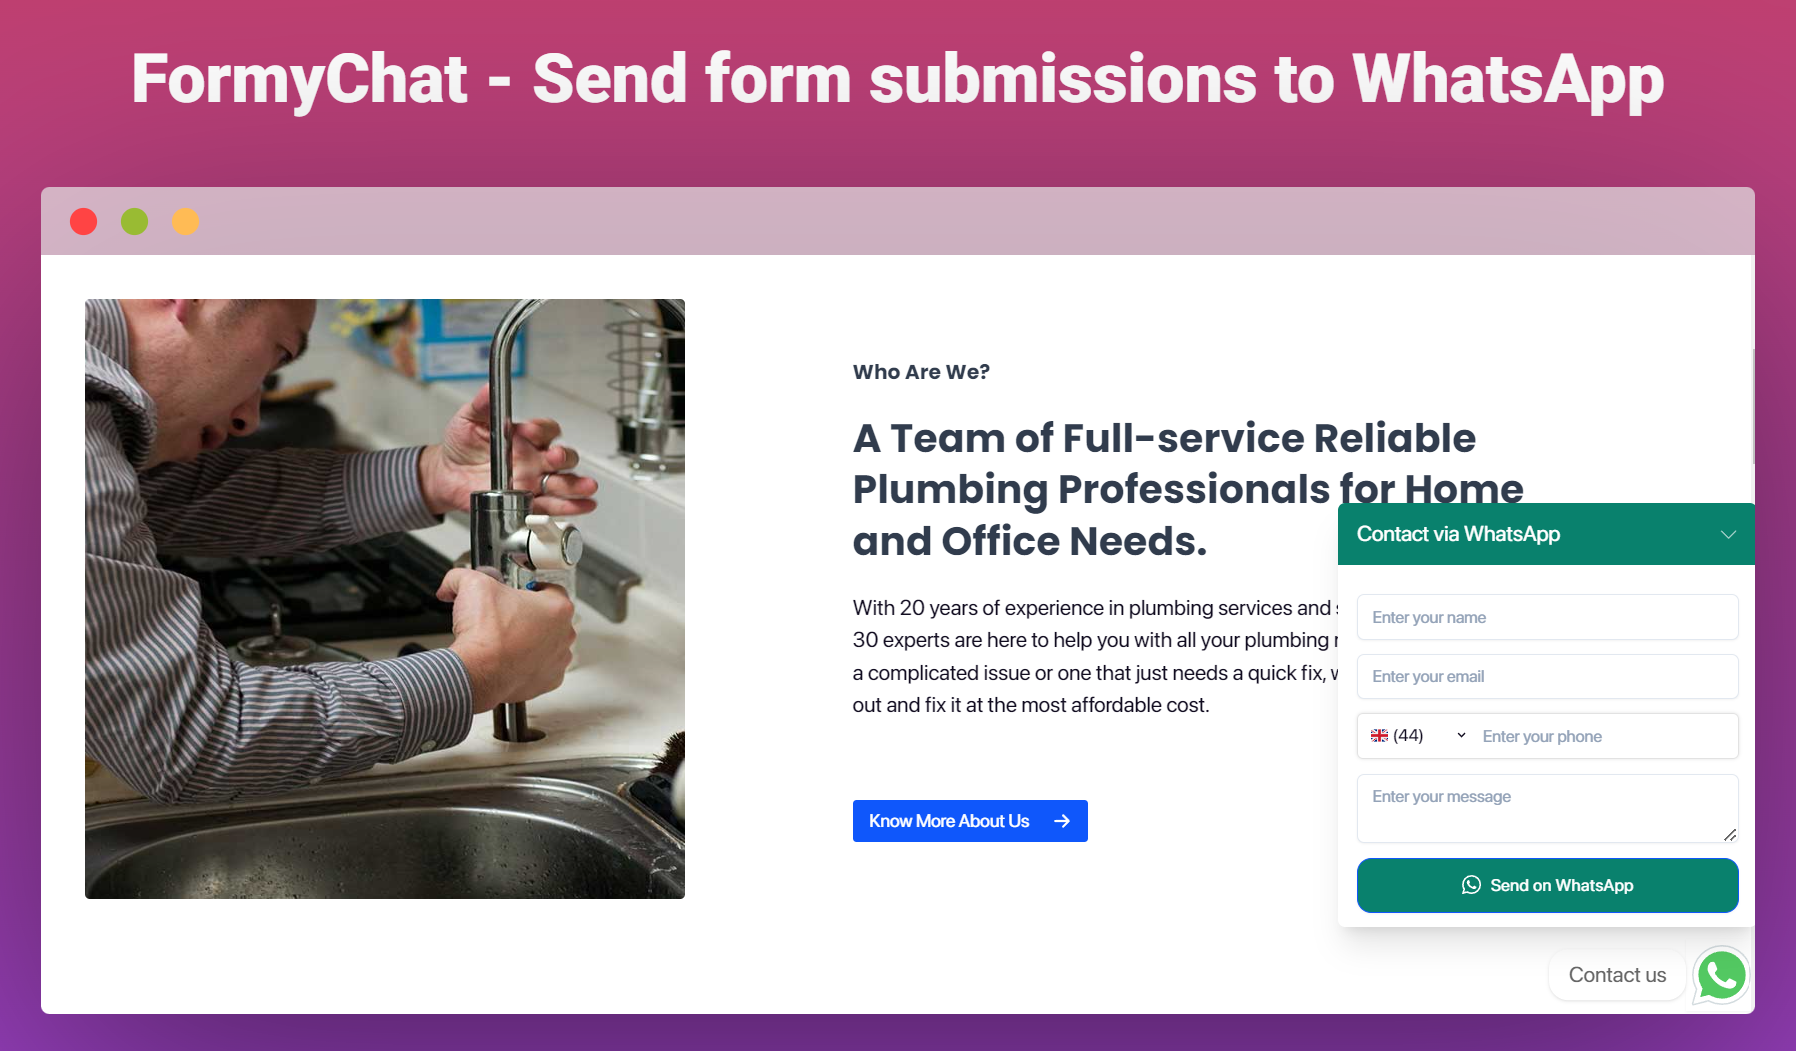 FormyChat - Send form submissions to WhatsApp
Who Are We?
A Team of Full-service Reliable
Plumbing Professionals for Home
and Office Needs.
With 20 years of experience in plumbing services and
30 experts are here to help you with all your plumbing
a complicated issue or one that just needs a quick fix,
out and fix it at the most affordable cost.
Know More About Us
Contact via WhatsApp
Enter your name
Enter your email
(44)
Enter your phone
Enter your message
Send on WhatsApp
Contact us